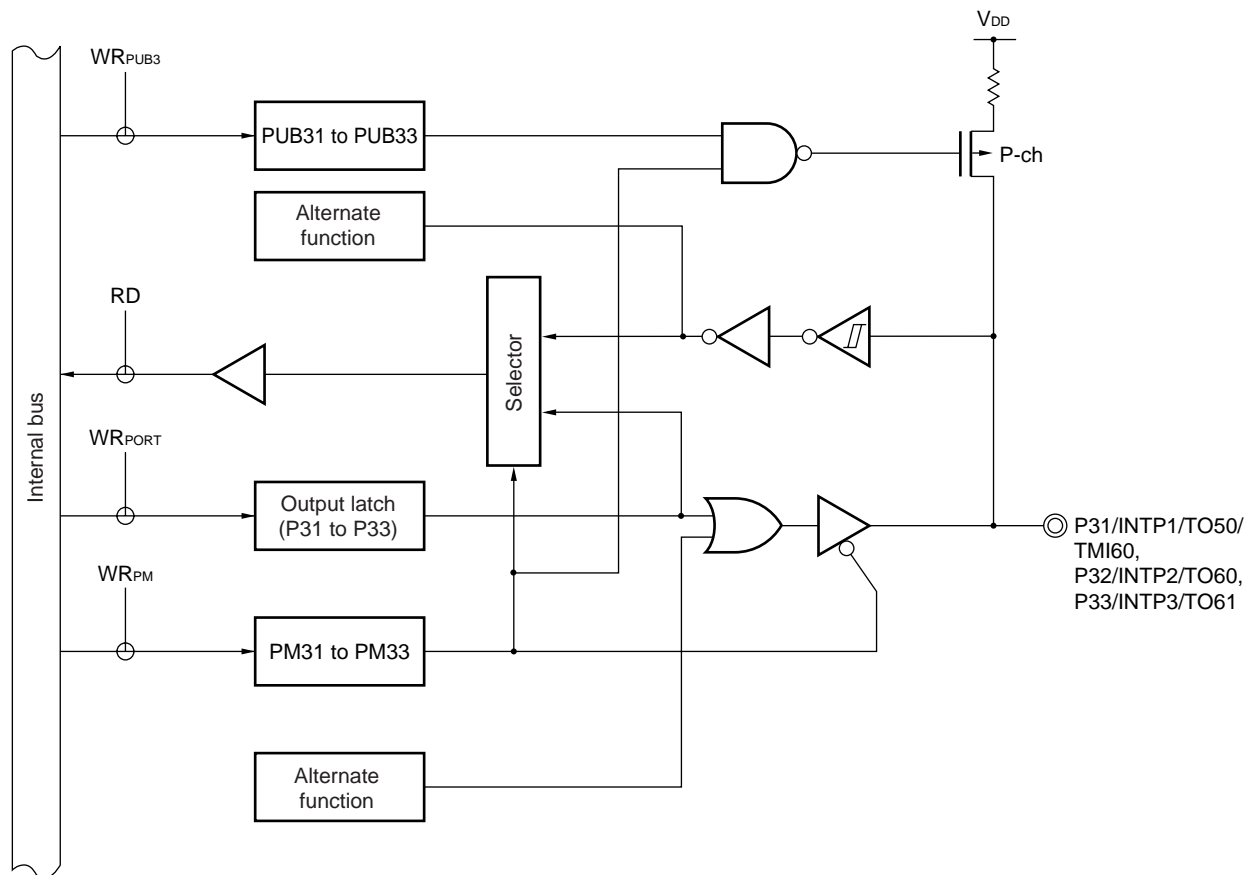 VDD
WRPUB3
PUB31 to PUB33
P-ch
Alternate
function
RD
Selector
Internal bus
WRPORT
Output latch
(P31 to P33)
P31/INTP1/TO50/
TMI60,
P32/INTP2/TO60,
P33/INTP3/TO61
WRPM
PM31 to PM33
Alternate
function